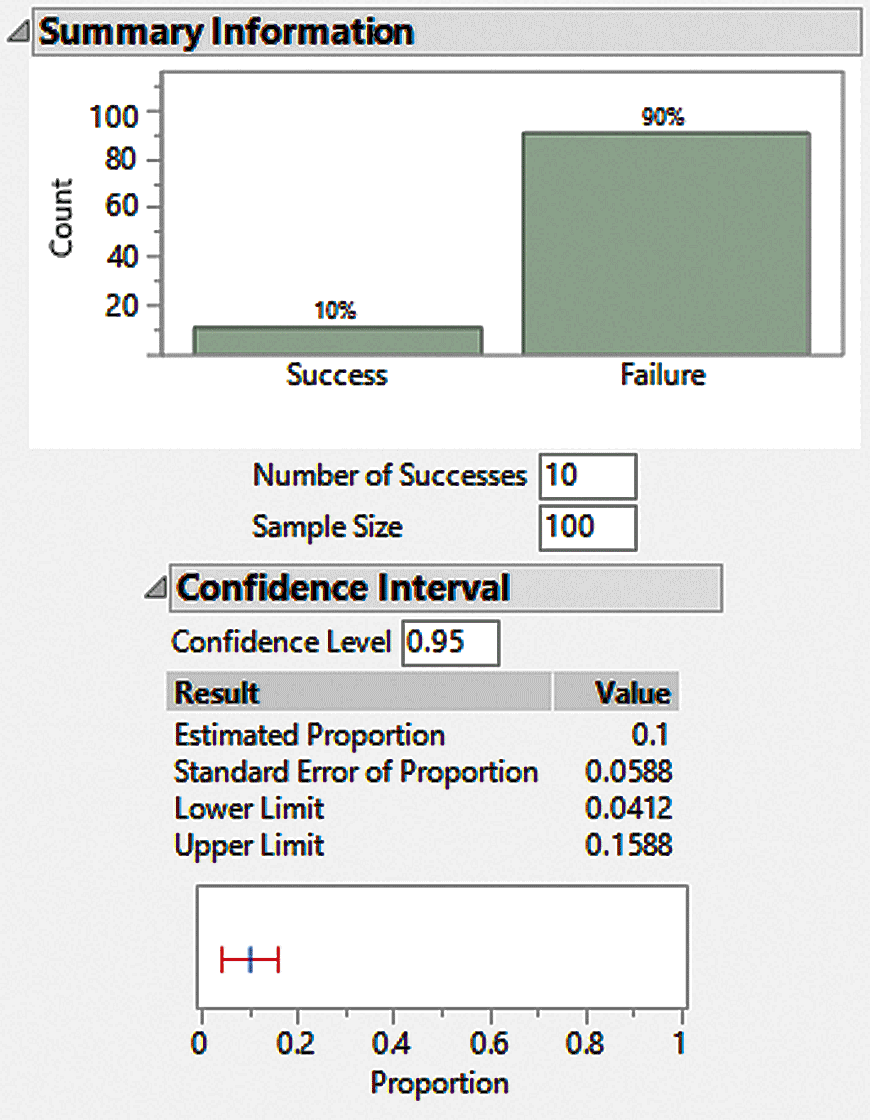 Summary Information
Count
100
80
60
40
20
10%
90%
Success
Failure
Number of Successes 10
Sample Size 100
Confidence Interval
Confidence Level 0.95
Result Value
Estimated Proportion 0.1
Standard Error of Proportion 0.0588
Lower Limit 0.0412
Upper Limit 0.1588
0 0.2 0.4 0.6 0.8 1
Proportion